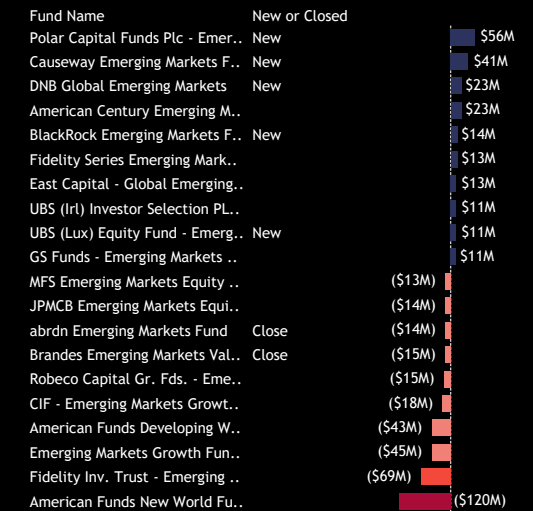 Fund Name New or Closed
Polar Capital Funds Plc - Emer.. New $56M
Causeway Emerging Markets F.. New $41M
DNB Global Emerging Markets New $23M
American Century Emerging M.. $23M
BlackRock Emerging Markets F.. New $14M
Fidelity Series Emerging Mark.. $13M
East Capital - Global Emerging.. $13M
UBS (Irl) Investor Selection PL.. $11M
UBS (Lux) Equity Fund - Emerg.. New $11M
GS Funds - Emerging Markets .. $11M
MFS Emerging Markets Equity .. ($13M)
JPMCB Emerging Markets Equi.. ($14M)
abrdn Emerging Markets Fund Close ($14M)
Brandes Emerging Markets Val.. Close ($15M)
Robeco Capital Gr. Fds. - Eme.. ($15M)
CIF - Emerging Markets Growt.. ($18M)
American Funds Developing W.. ($43M)
Emerging Markets Growth Fun.. ($45M)
Fidelity Inv. Trust - Emerging .. ($69M)
American Funds New World Fu.. ($120M)